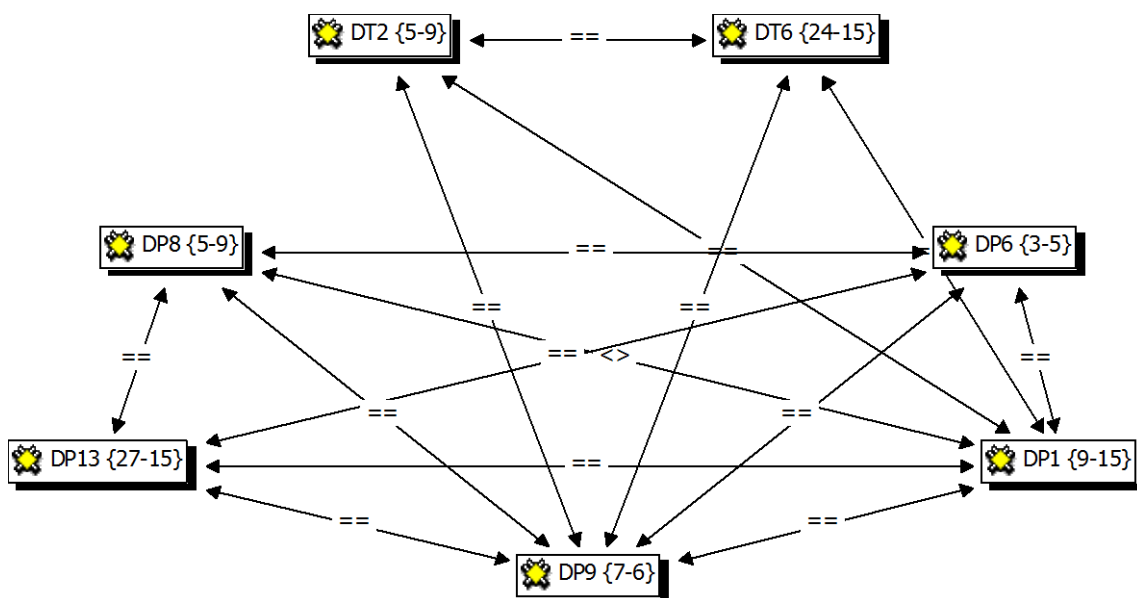 DT2 {5-9}
==
DT6 {24-15}
DP8 {5-9}
==
==
=
DP6 {3-5}
==
==
==
== <>
==
==
==
DP13 {27-15}
==
DP1 {9-15}
==
==
DP9 {7-6}